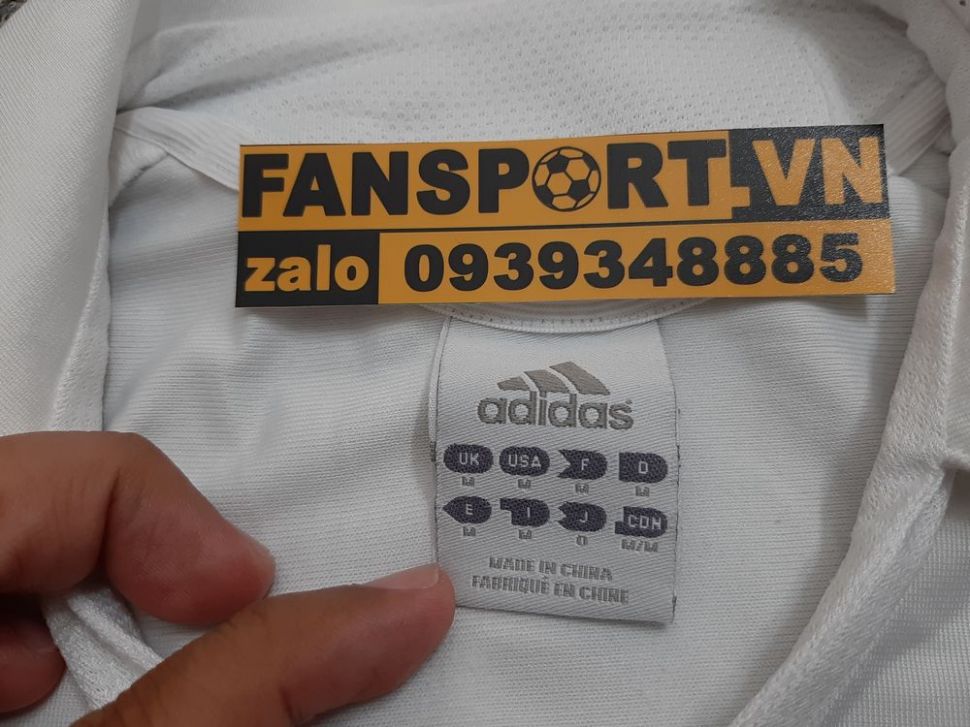 FANSPORT.VN
zalo 0939348885
adidas
UK USA F D
M M M M
E I J CDN
M M O M/M
MADE IN CHINA
FABRIQUÉ EN CHINE